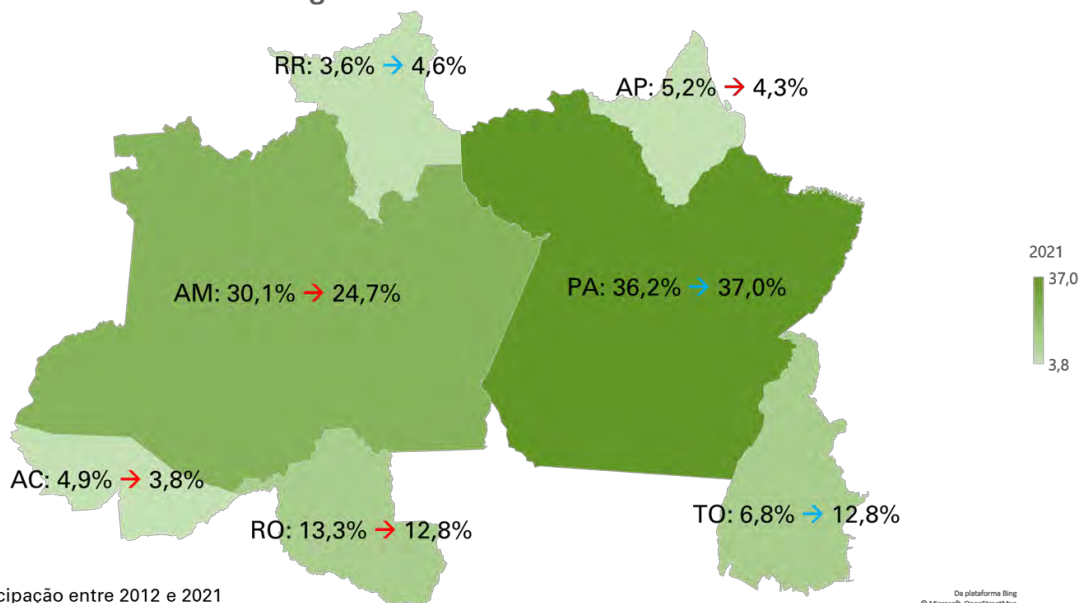 RR: 3,6% → 4,6%
AP: 5,2% → 4,3%
2021
37,0
AM: 30,1% → 24,7%
PA: 36,2% → 37,0%
3,8
AC: 4,9% → 3,8%
TO: 6,8% → 12,8%
RO: 13,3% → 12,8%
entre 2012 e 2021
Da plataforma Bing
© Microsoft, OpenStreetMap